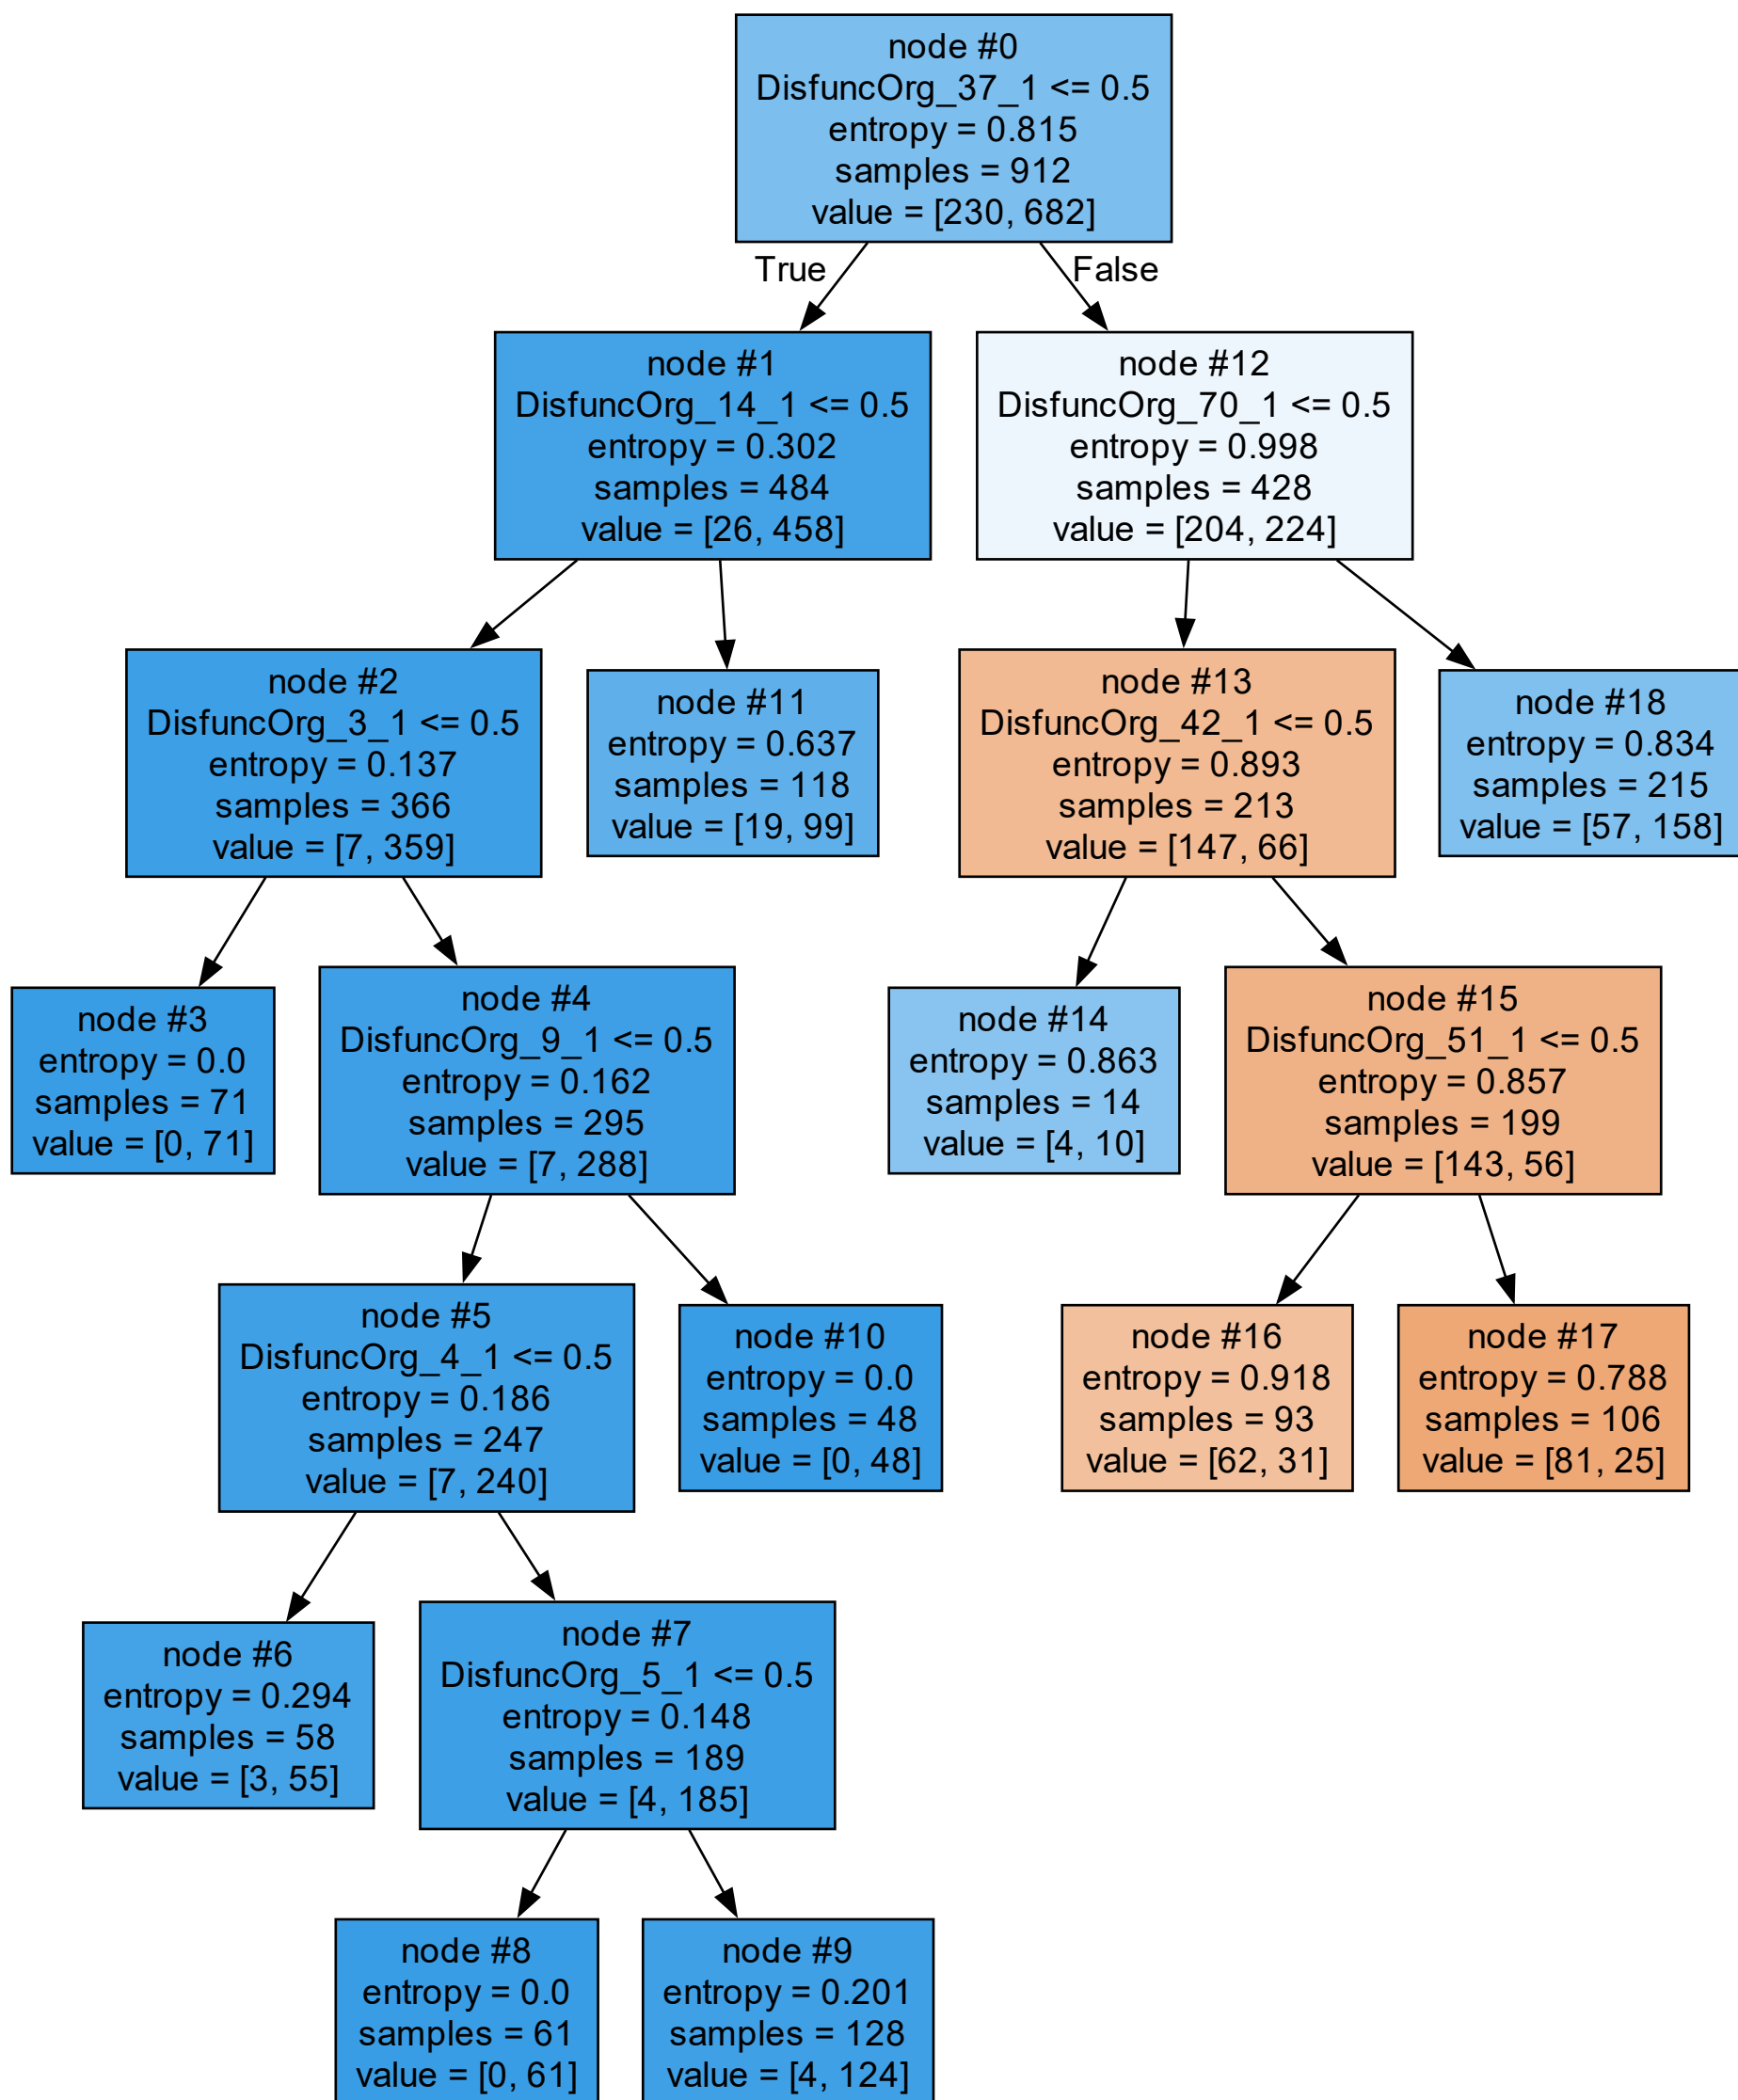 node #0
DisfuncOrg_37_1 <= 0.5
entropy = 0.815
samples = 912
value = [230, 682]
True
False
node #1
DisfuncOrg_14_1 <= 0.5
entropy = 0.302
samples = 484
value = [26, 458]
node #12
DisfuncOrg_70_1 <= 0.5
entropy = 0.998
samples = 428
value = [204, 224]
node #2
DisfuncOrg_3_1 <= 0.5
entropy = 0.137
samples = 366
value = [7, 359]
node #11
entropy = 0.637
samples = 118
value = [19, 99]
node #13
DisfuncOrg_42_1 <= 0.5
entropy = 0.893
samples = 213
value = [147, 66]
node #18
entropy = 0.834
samples = 215
value = [57, 158]
node #3
entropy = 0.0
samples = 71
value = [0, 71]
node #4
DisfuncOrg_9_1 <= 0.5
entropy = 0.162
samples = 295
value = [7, 288]
node #14
entropy = 0.863
samples = 14
value = [4, 10]
node #15
DisfuncOrg_51_1 <= 0.5
entropy = 0.857
samples = 199
value = [143, 56]
node #5
DisfuncOrg_4_1 <= 0.5
entropy = 0.186
samples = 247
value = [7, 240]
node #10
entropy = 0.0
samples = 48
value = [0, 48]
node #16
entropy = 0.918
samples = 93
value = [62, 31]
node #17
entropy = 0.788
samples = 106
value = [81, 25]
node #6
entropy = 0.294
samples = 58
value = [3, 55]
node #7
DisfuncOrg_5_1 <= 0.5
entropy = 0.148
samples = 189
value = [4, 185]
node #8
entropy = 0.0
samples = 61
value = [0, 61]
node #9
entropy = 0.201
samples = 128
value = [4, 124]